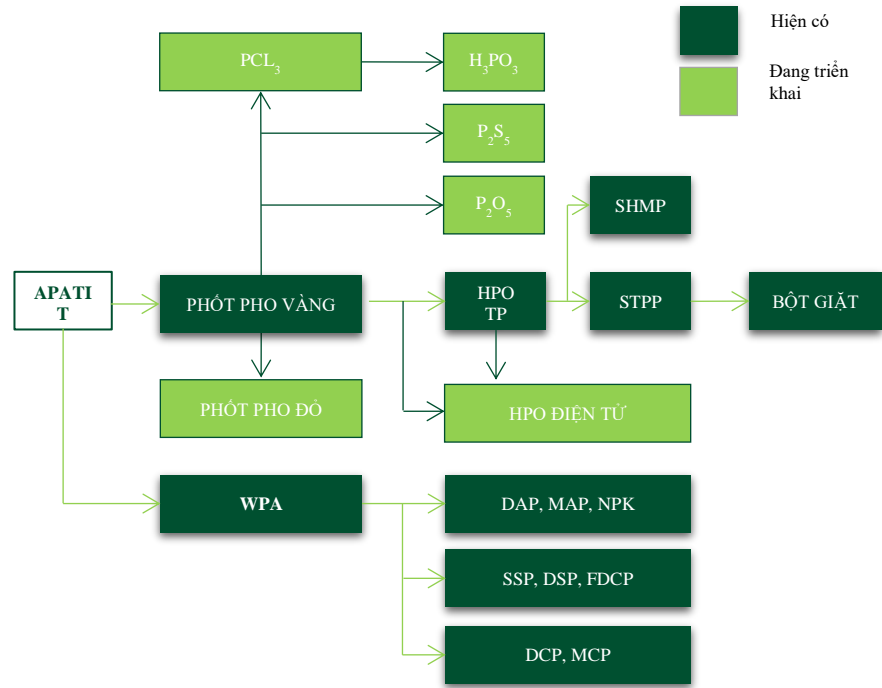 PCL₃
H₃PO₃
Hiện có
Đang triển
khai
P₂S₅
P₂O₅
SHMP
APATI
T
PHỐT PHO VÀNG
HPO
TP
STPP
BỘT GIẶT
PHỐT PHO ĐỎ
HPO ĐIỆN TỬ
WPA
DAP, MAP, NPK
SSP, DSP, FDCP
DCP, MCP